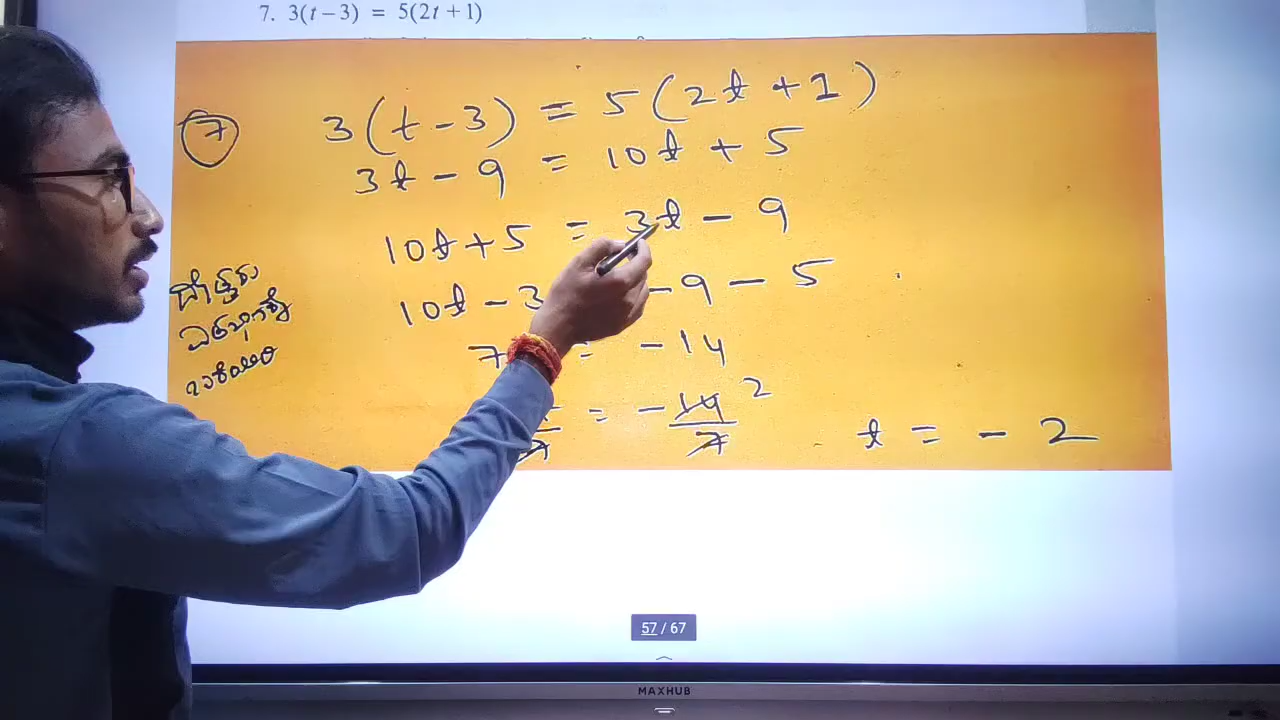 7. 3(t−3) = 5(2t+1)
7
3(t − 3) = 5(2t + 1)
3t − 9 = 10t + 5
10t + 5 = 3t − 9
10t − 3 − 9 − 5
7 = −14
= − 14/7 2
t = − 2
57 / 67
MAXHUB